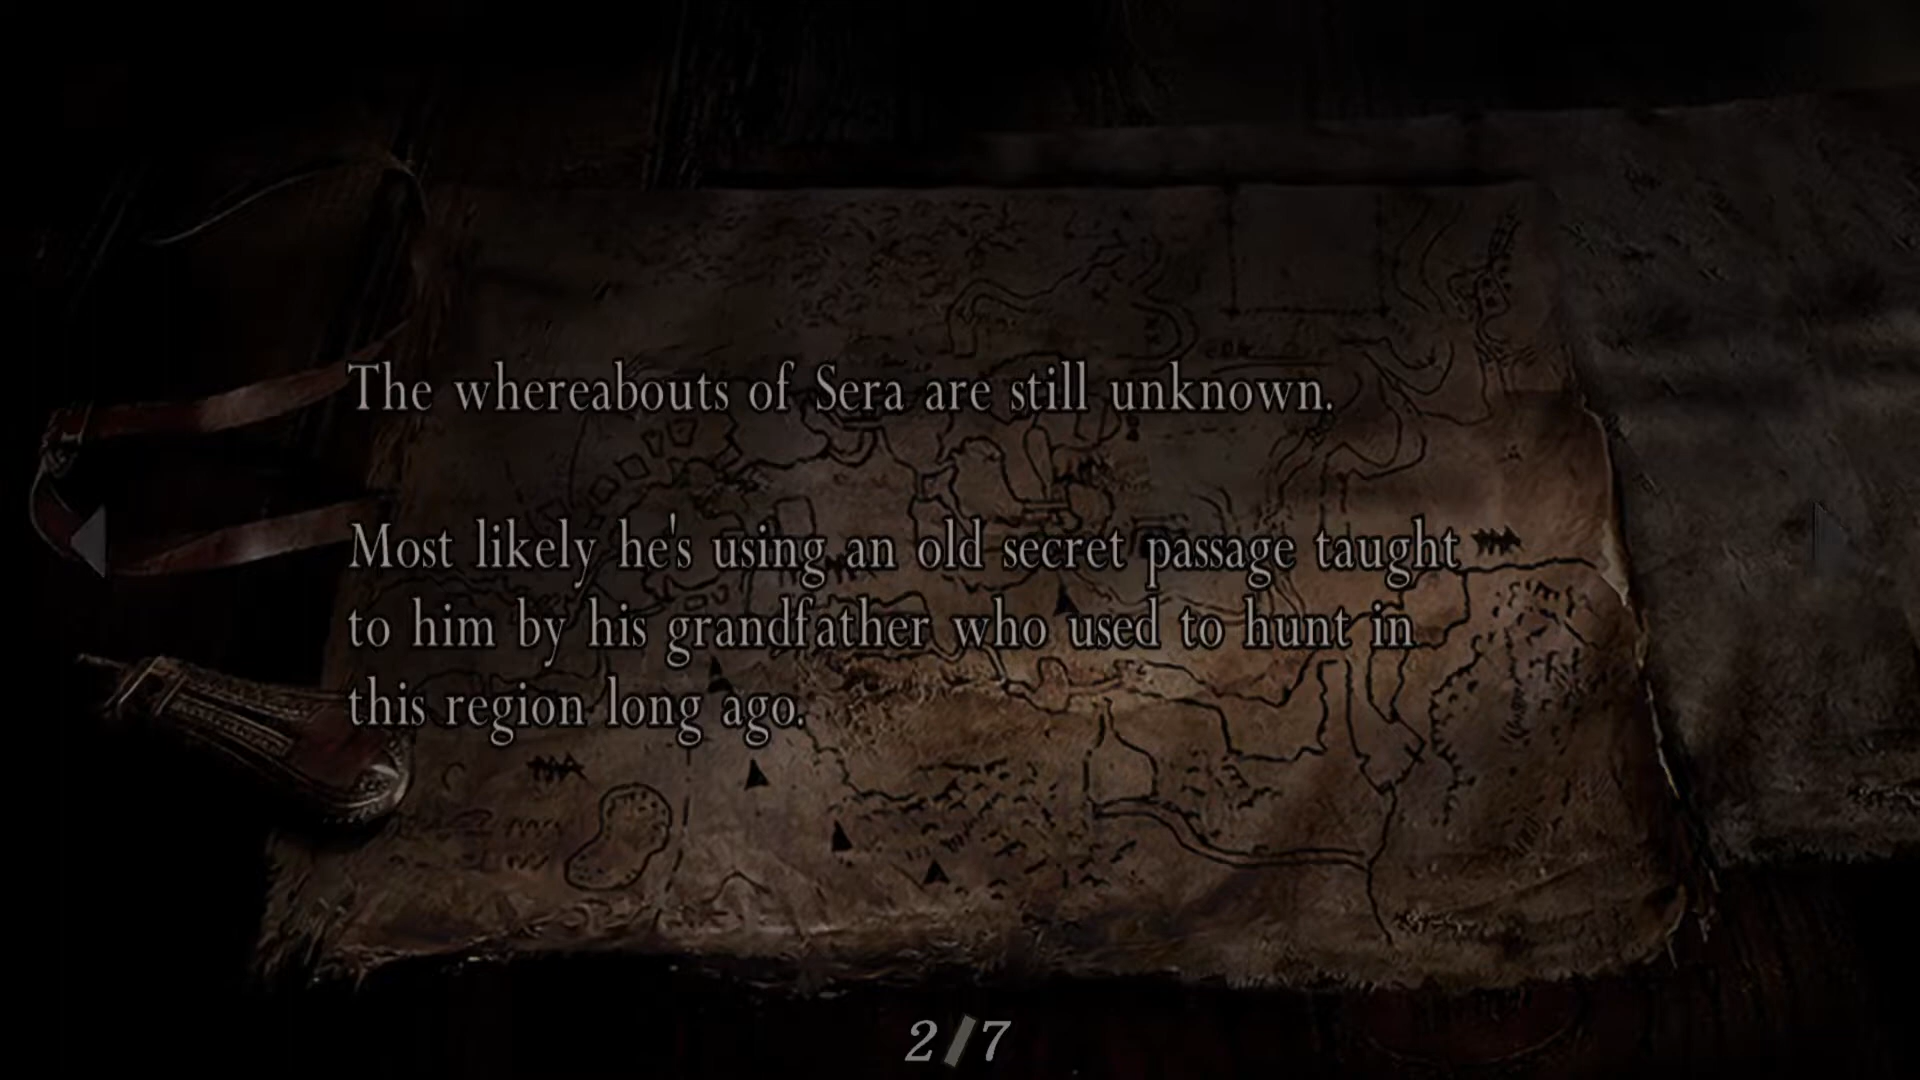 The whereabouts of Sera are still unknown.
Most likely he's using an old secret passage taught
to him by his grandfather who used to hunt in
this region long ago.
2/7